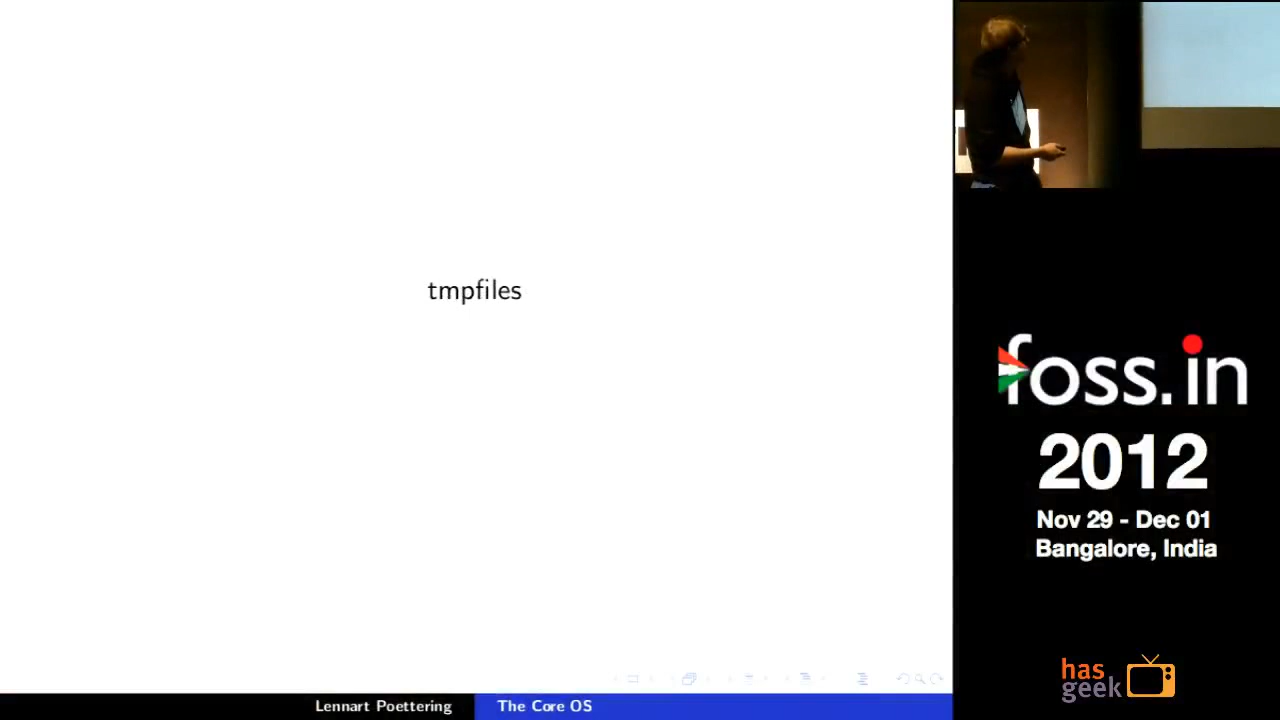 tmpfiles
Lennart Poettering
The Core OS
foss.in
2012
Nov 29 - Dec 01
Bangalore, India
has
geek